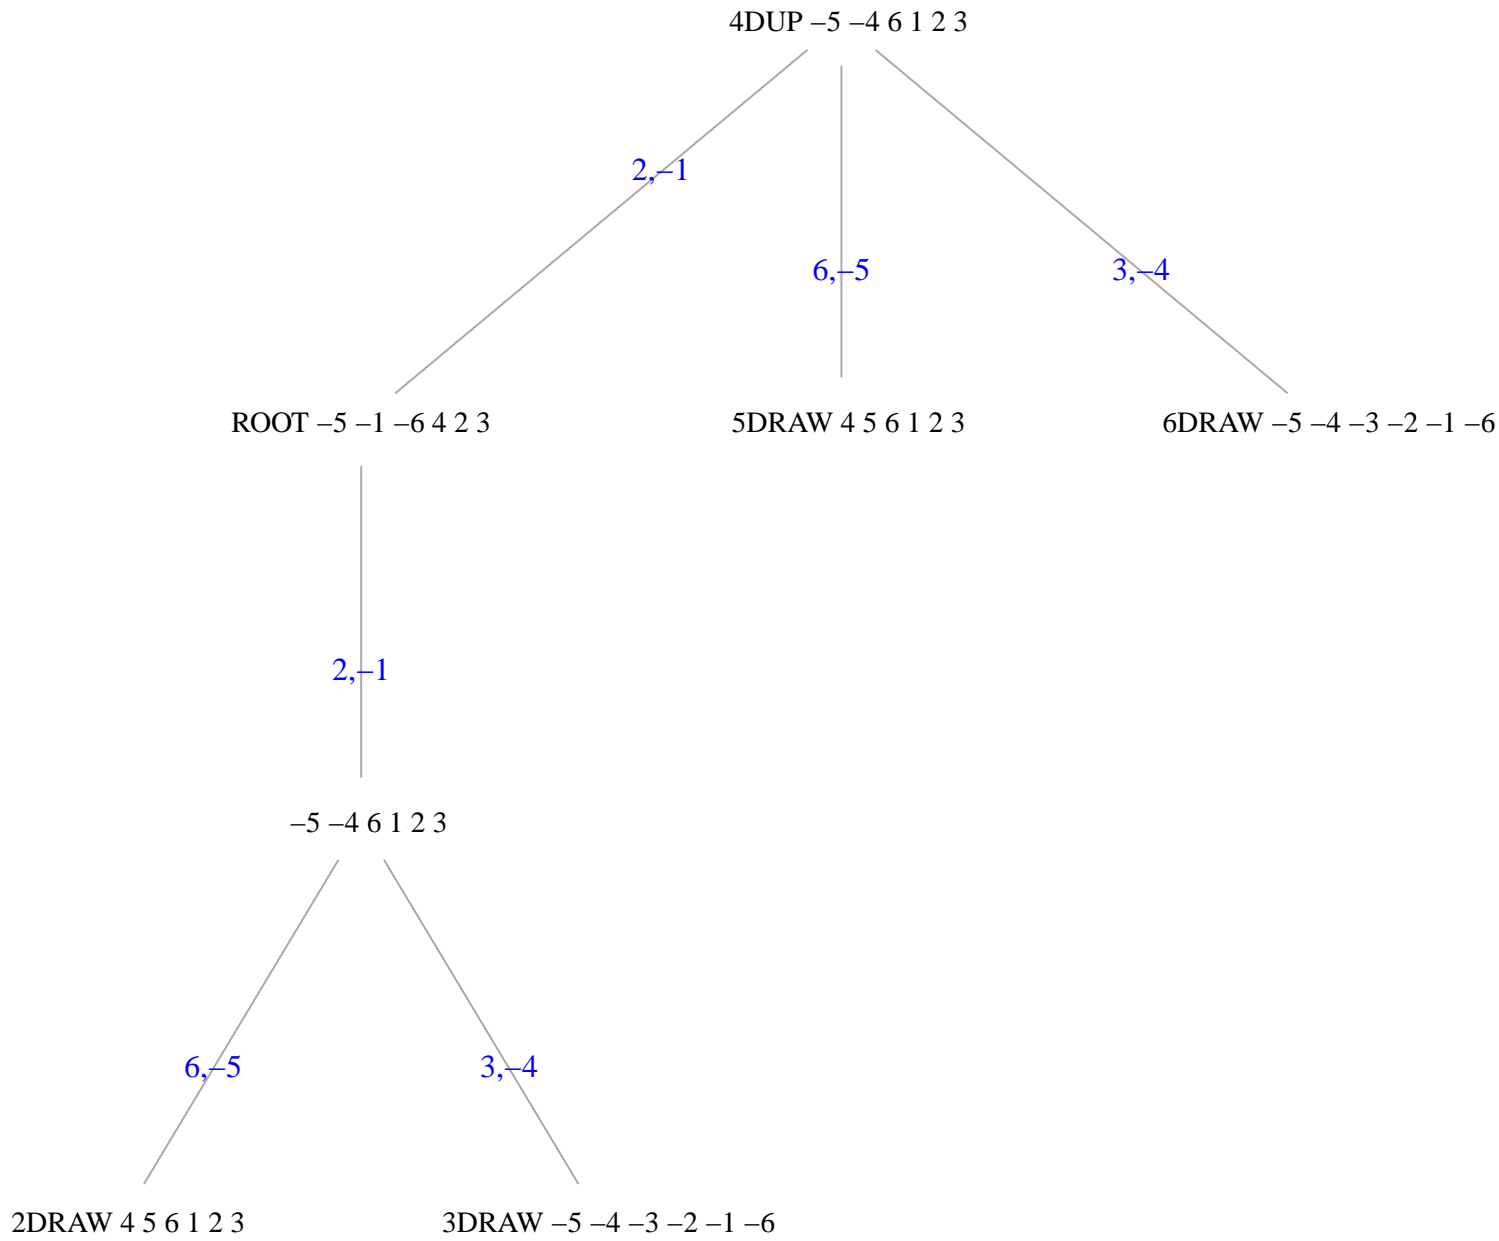 4DUP –5 –4 6 1 2 3
2,–1
6,–5
3,–4
ROOT –5 –1 –6 4 2 3
5DRAW 4 5 6 1 2 3
6DRAW –5 –4 –3 –2 –1 –6
2,–1
–5 –4 6 1 2 3
6,–5
3,–4
2DRAW 4 5 6 1 2 3
3DRAW –5 –4 –3 –2 –1 –6